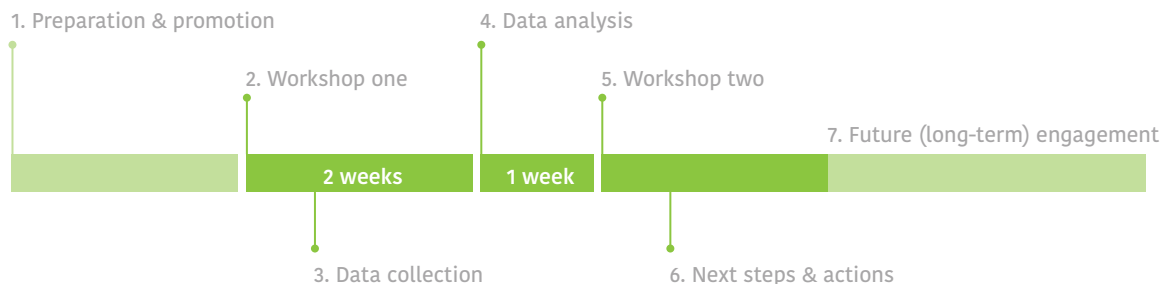 1. Preparation & promotion
4. Data analysis
2. Workshop one
5. Workshop two
7. Future (long-term) engagement
2 weeks
1 week
3. Data collection
6. Next steps & actions